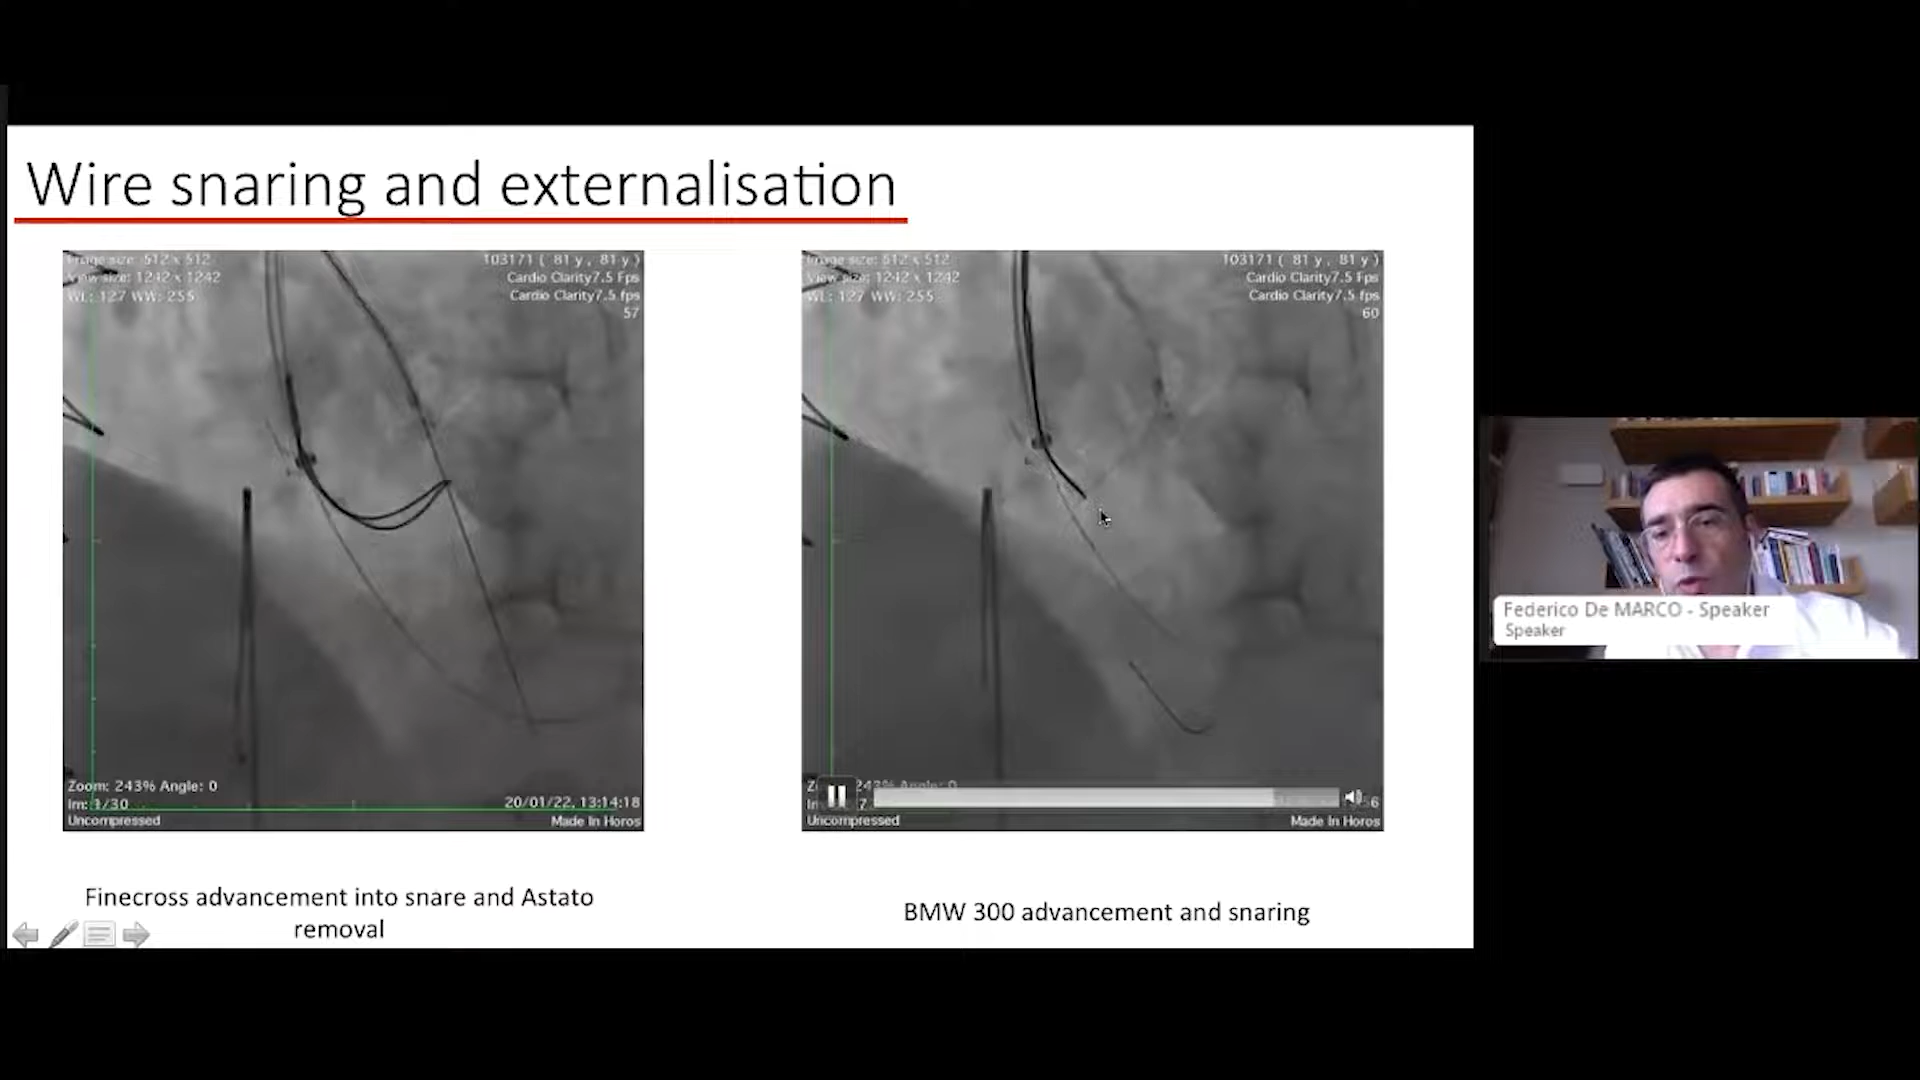 Wire snaring and externalisation
Image size: 512 x 512
View size: 1242 x 1242
WL: 127 WW: 255
103171 ( 81 y , 81 y )
Cardio Clarity7.5 Fps
Cardio Clarity7.5 fps
57
Zoom: 243% Angle: 0
Im: 1/30
Uncompressed
20/01/22, 13:14:18
Made In Horos
Image size: 512 x 512
View size: 1242 x 1242
WL: 127 WW: 255
103171 ( 81 y , 81 y )
Cardio Clarity7.5 Fps
Cardio Clarity7.5 fps
60
243% Angle: 0
Uncompressed
Made In Horos
Finecross advancement into snare and Astato
removal
BMW 300 advancement and snaring
Federico De MARCO - Speaker
Speaker